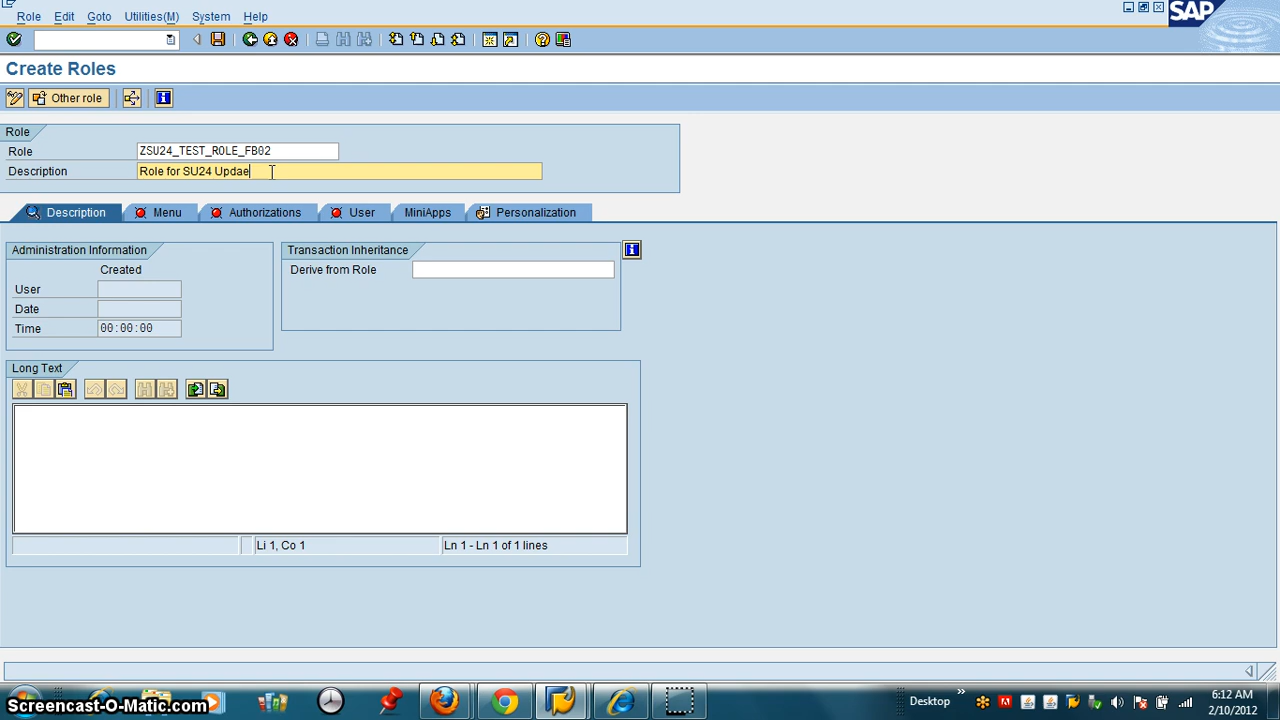 Role Edit Goto Utilities(M) System Help
SAP
Create Roles
Other role
Role
Role ZSU24_TEST_ROLE_FB02
Description Role for SU24 Updae
Description Menu Authorizations User MiniApps Personalization
Administration Information
Created
User
Date
Time 00:00:00
Transaction Inheritance
Derive from Role
Long Text
Li 1, Co 1 Ln 1 - Ln 1 of 1 lines
Screencast-O-Matic.com
Desktop
6:12 AM
2/10/2012